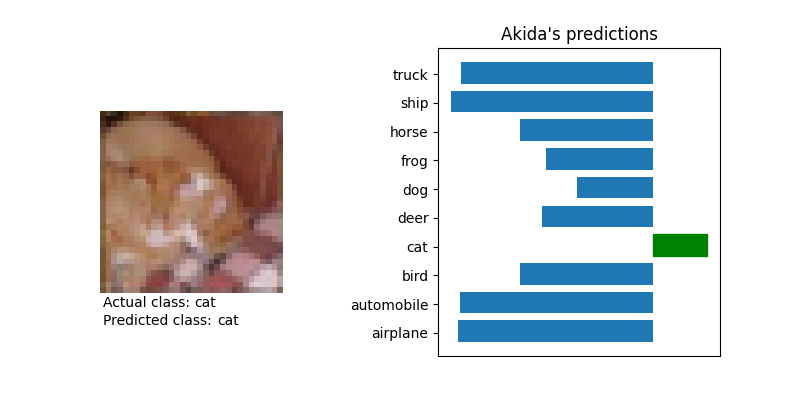 Akida's predictions
truck
ship
horse
frog
dog
deer
cat
bird
automobile
airplane
Actual class: cat
Predicted class: cat